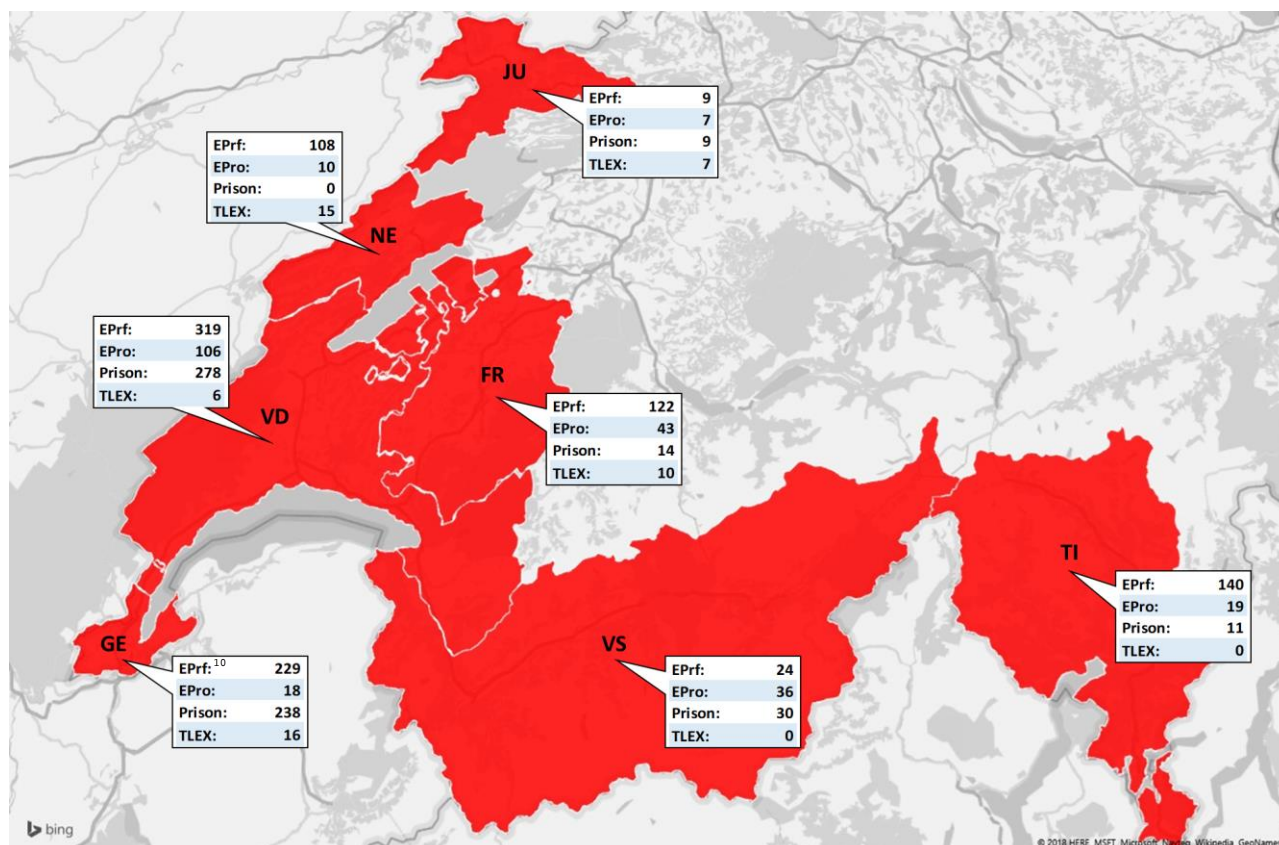 JU
EPrf: 9
EPro: 7
Prison: 9
TLEX: 7
EPrf: 108
EPro: 10
Prison: 0
TLEX: 15
NE
EPrf: 319
EPro: 106
Prison: 278
TLEX: 6
VD
FR
EPrf: 122
EPro: 43
Prison: 14
TLEX: 10
TI
EPrf: 140
EPro: 19
Prison: 11
TLEX: 0
GE
EPrf: 10 229
EPro: 18
Prison: 238
TLEX: 16
VS
EPrf: 24
EPro: 36
Prison: 30
TLEX: 0
bing
© 2018 HERE, MSFT, Microsoft, Navteq, Wikipedia, GeoNames